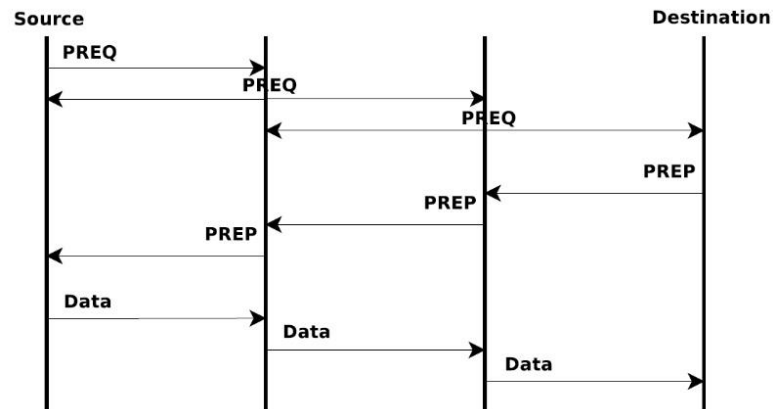 Source
Destination
PREQ
PREQ
PREQ
PREP
PREP
PREP
Data
Data
Data